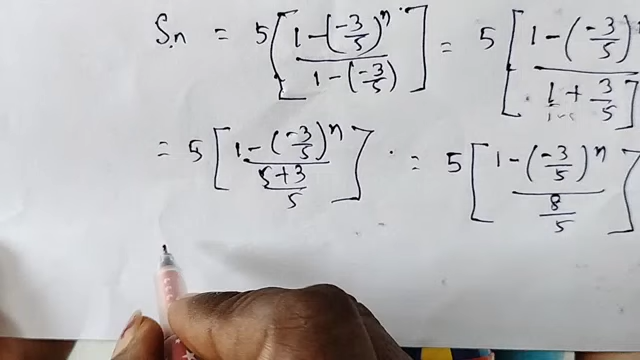 Sn = 5[(1-(-3/5)^n)/(1-(-3/5))] = 5[(1-(-3/5)^n)/(1+3/5)]
= 5[(1-(-3/5)^n)/((5+3)/5)] = 5[(1-(-3/5)^n)/(8/5)]